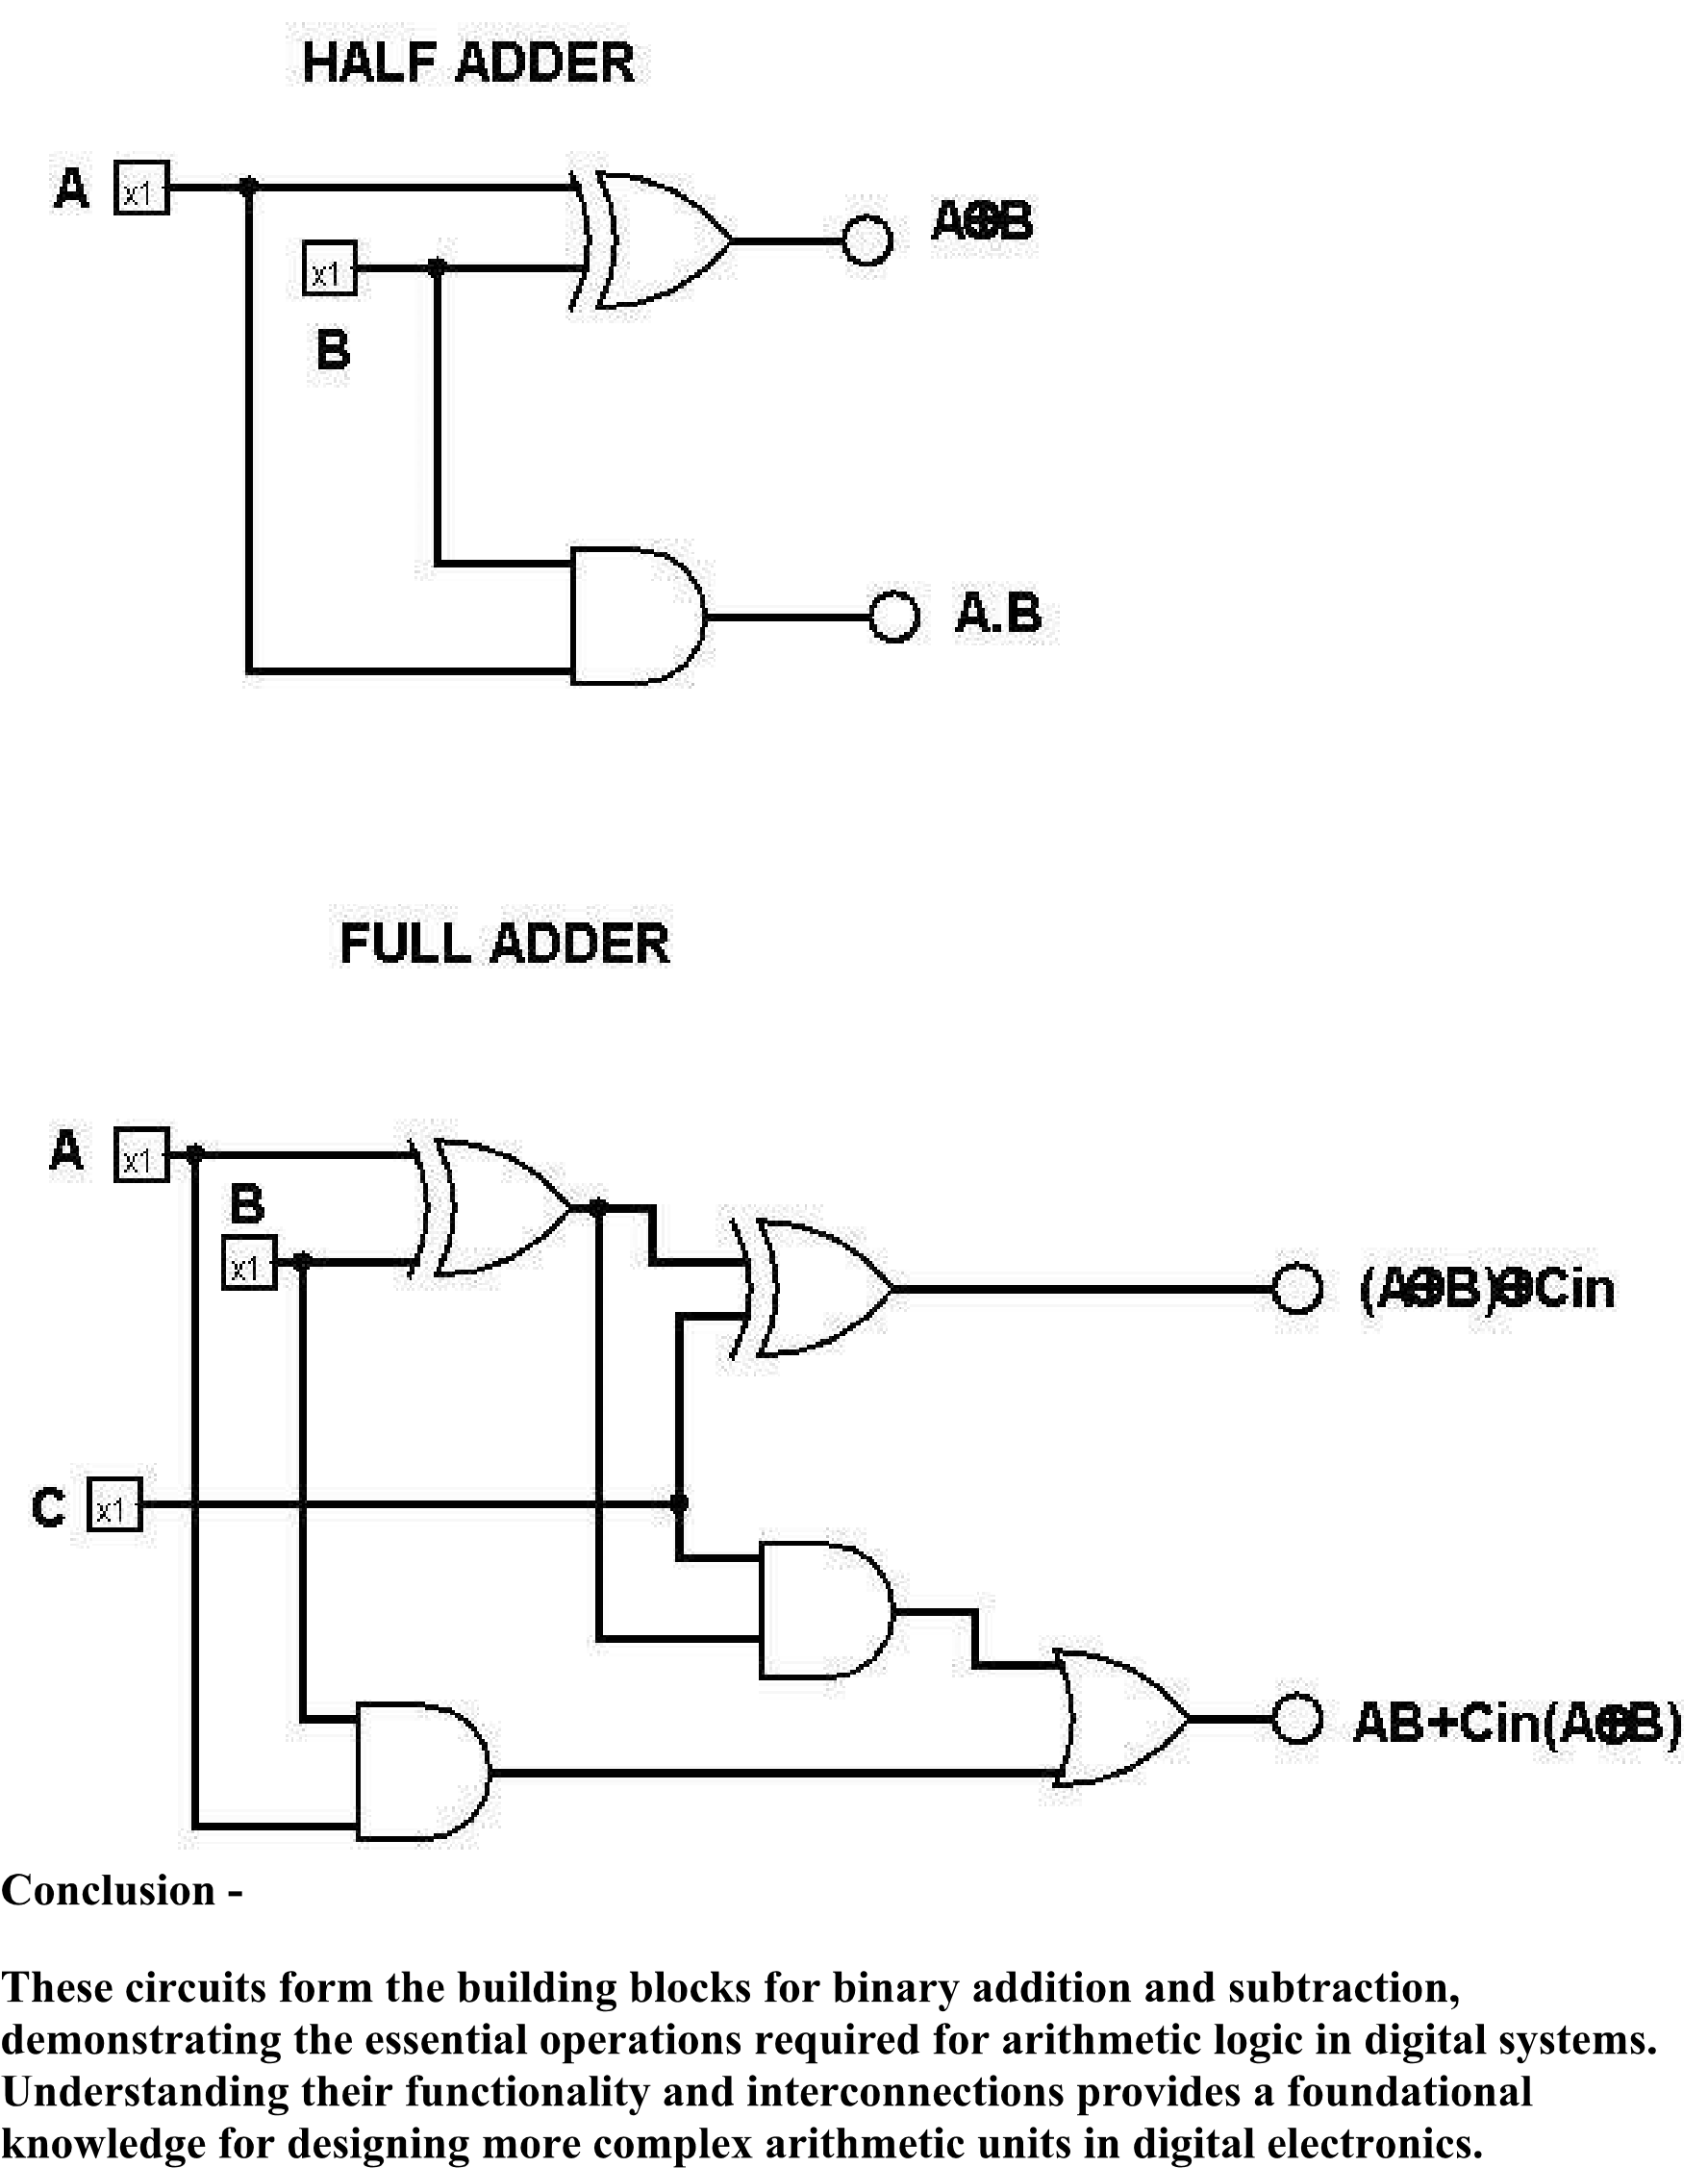 HALF ADDER
A x1
A⊕B
x1
B
A.B
FULL ADDER
A x1
B
x1
(A⊕B)⊕Cin
C x1
AB+Cin(A⊕B)
Conclusion -
These circuits form the building blocks for binary addition and subtraction,
demonstrating the essential operations required for arithmetic logic in digital systems.
Understanding their functionality and interconnections provides a foundational
knowledge for designing more complex arithmetic units in digital electronics.